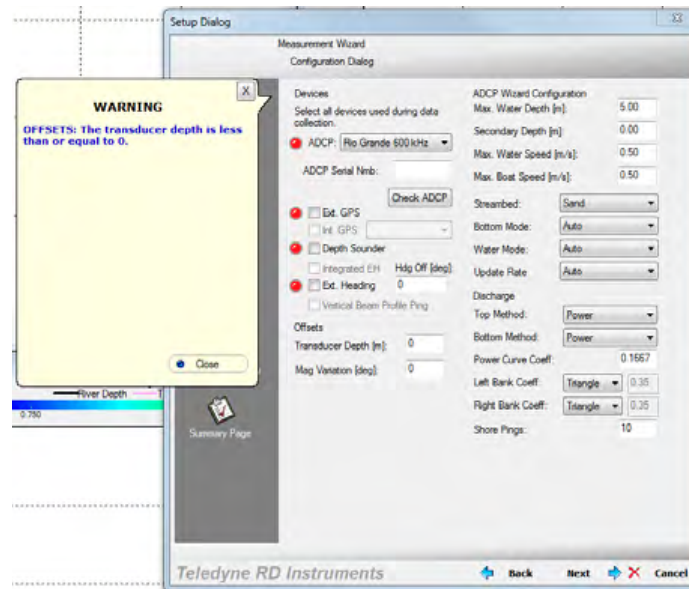 Setup Dialog
Measurement Wizard
Configuration Dialog
X
WARNING
OFFSETS: The transducer depth is less
than or equal to 0.
Close
River Depth
0.750
Summary Page
Devices
Select all devices used during data
collection.
ADCP: Rio Grande 600 kHz
ADCP Serial Nmb:
Check ADCP
Ext. GPS
Int. GPS
Depth Sounder
Integrated EH Hdg Off [deg]
Ext. Heading 0
Vertical Beam Profile Ping
Offsets
Transducer Depth [m]: 0
Mag Variation [deg]: 0
ADCP Wizard Configuration
Max. Water Depth [m]: 5.00
Secondary Depth [m]: 0.00
Max. Water Speed [m/s]: 0.50
Max. Boat Speed [m/s]: 0.50
Streambed: Sand
Bottom Mode: Auto
Water Mode: Auto
Update Rate Auto
Discharge
Top Method: Power
Bottom Method: Power
Power Curve Coeff: 0.1667
Left Bank Coeff: Triangle 0.35
Right Bank Coeff: Triangle 0.35
Shore Pings: 10
Teledyne RD Instruments
Back Next Cancel